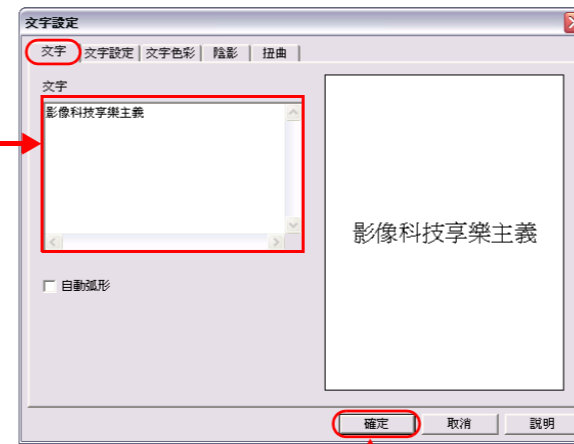 文字設定
文字 文字設定 文字色彩 陰影 扭曲
文字
影像科技享樂主義
影像科技享樂主義
自動弧形
確定 取消 說明